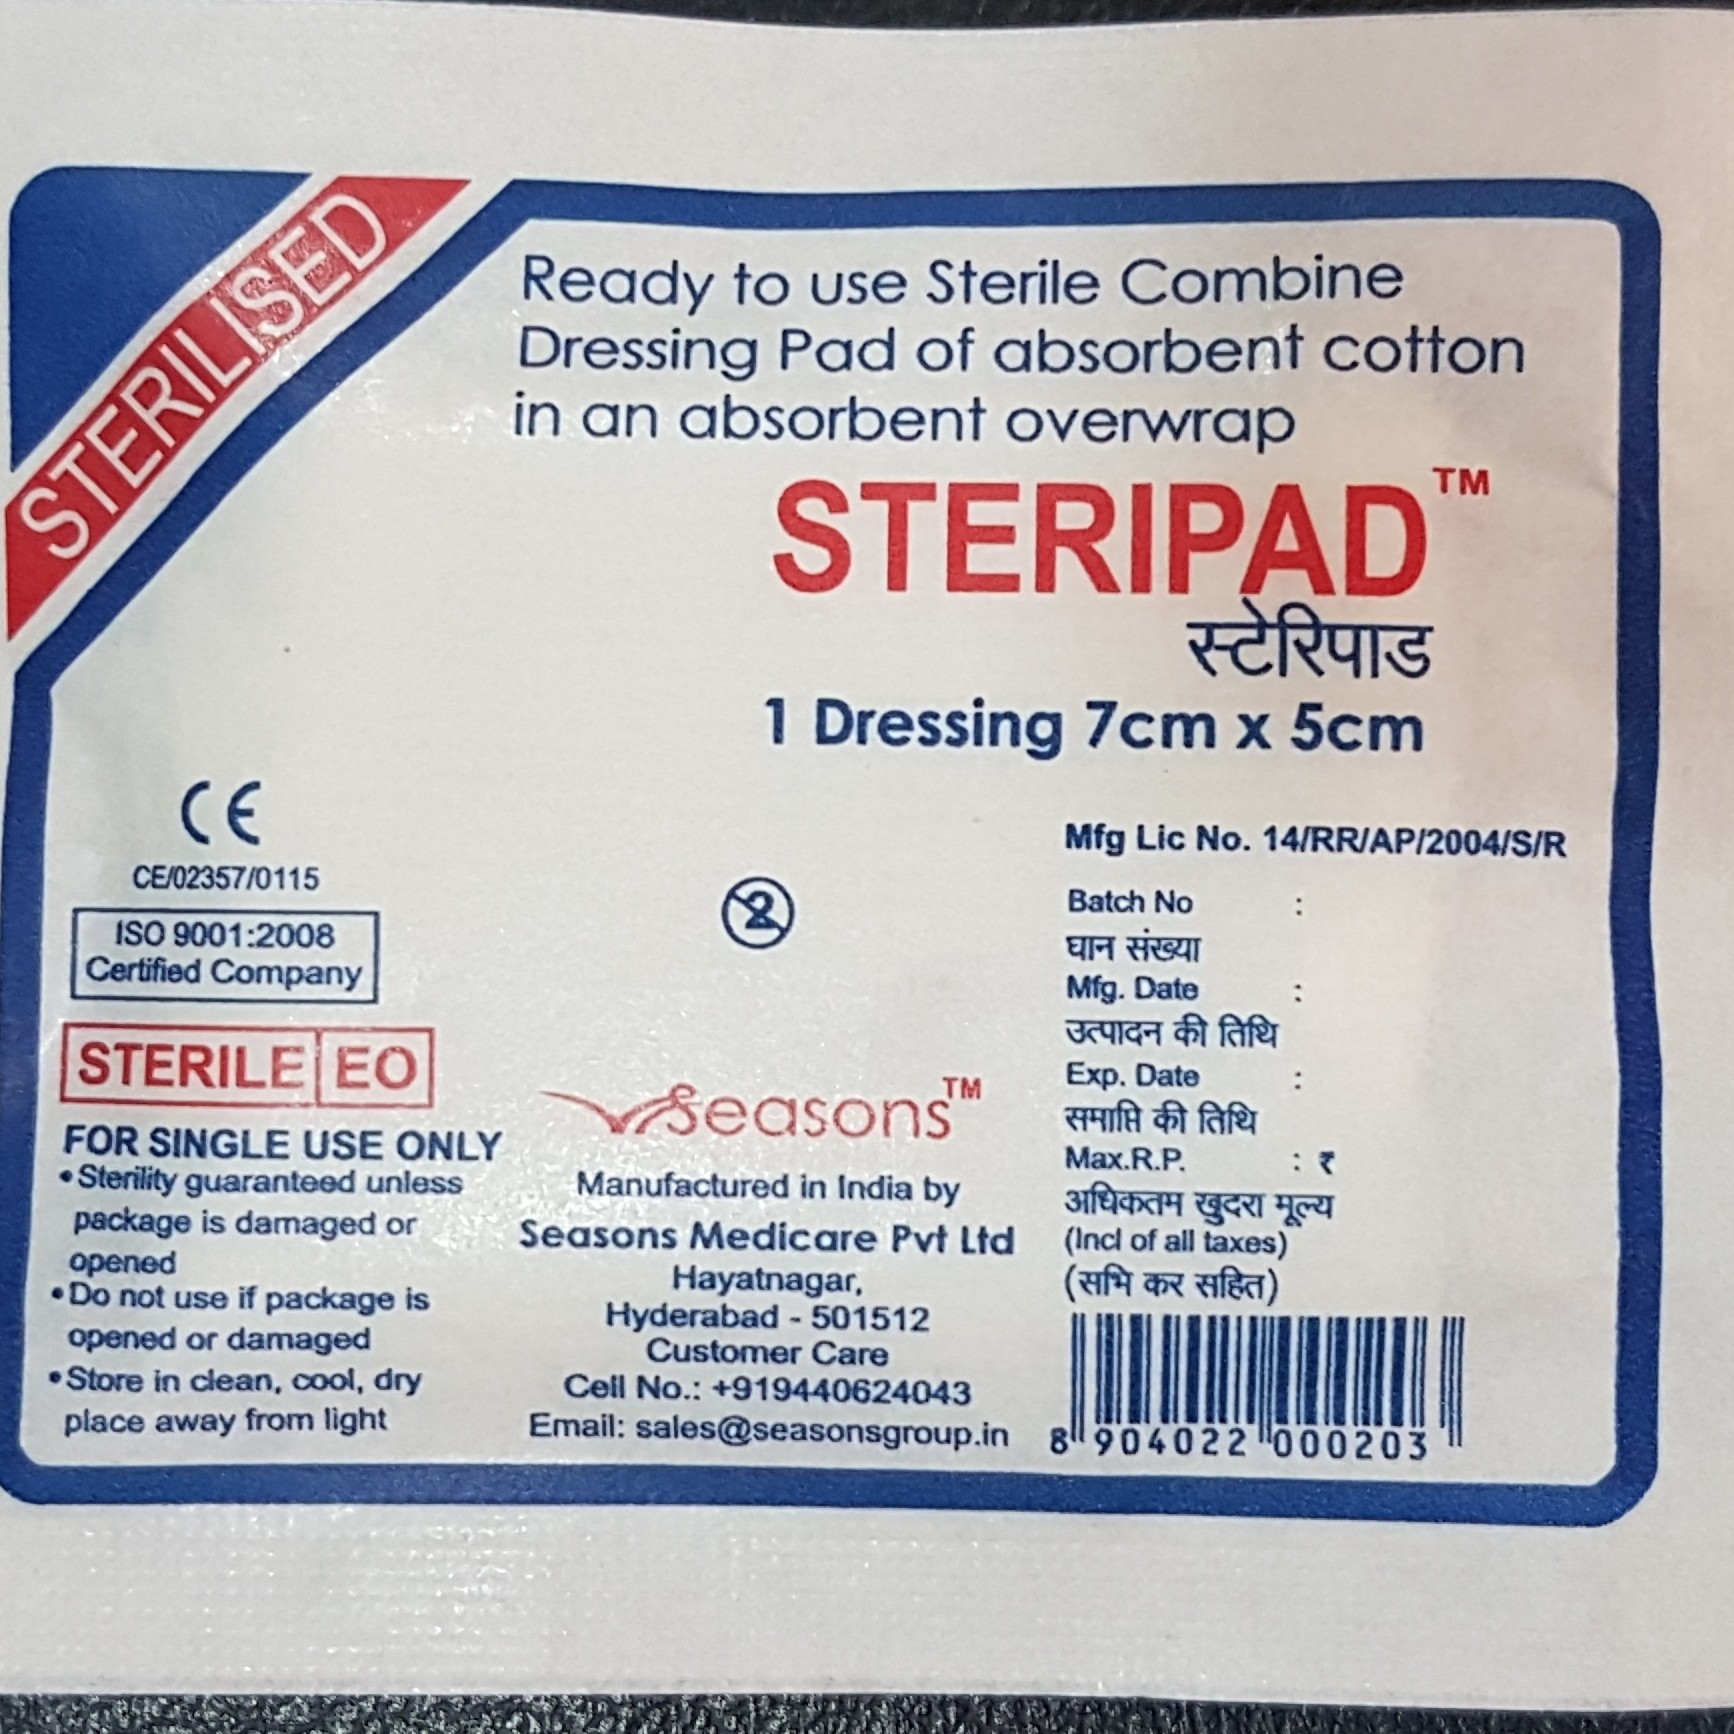 STERILISED
Ready to use Sterile Combine
Dressing Pad of absorbent cotton
in an absorbent overwrap
STERIPAD™
स्टेरिपाड
1 Dressing 7cm x 5cm
CE
CE/02357/0115
ISO 9001:2008
Certified Company
STERILE EO
FOR SINGLE USE ONLY
•Sterility guaranteed unless
package is damaged or
opened
•Do not use if package is
opened or damaged
•Store in clean, cool, dry
place away from light
2
Seasons™
Manufactured in India by
Seasons Medicare Pvt Ltd
Hayatnagar,
Hyderabad - 501512
Customer Care
Cell No.: +919440624043
Email: sales@seasonsgroup.in
Mfg Lic No. 14/RR/AP/2004/S/R
Batch No :
घान संख्या
Mfg. Date :
उत्पादन की तिथि
Exp. Date :
समाप्ति की तिथि
Max.R.P. : ₹
अधिकतम खुदरा मूल्य
(Incl of all taxes)
(सभि कर सहित)
8 904022 000203